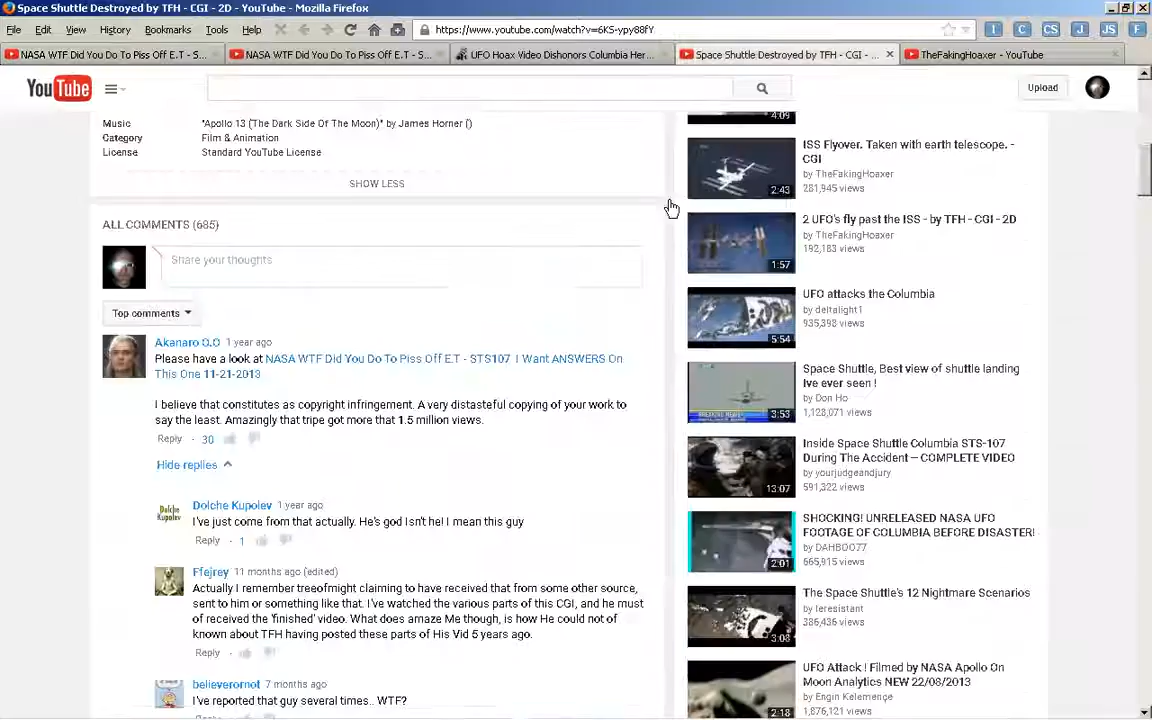 Space Shuttle Destroyed by TFH - CGI - 2D - YouTube - Mozilla Firefox
File Edit View History Bookmarks Tools Help
https://www.youtube.com/watch?v=6KS-ypy88fY
I C CS J JS F
NASA WTF Did You Do To Piss Off E.T - S...
NASA WTF Did You Do To Piss Off E.T - S...
UFO Hoax Video Dishonors Columbia Her...
Space Shuttle Destroyed by TFH - CGI - ...
TheFakingHoaxer - YouTube
YouTube
Upload
Music "Apollo 13 (The Dark Side Of The Moon)" by James Horner ()
Category Film & Animation
License Standard YouTube License
SHOW LESS
ALL COMMENTS (685)
Share your thoughts
Top comments
Akanaro O.O 1 year ago
Please have a look at NASA WTF Did You Do To Piss Off E.T - STS107 I Want ANSWERS On
This One 11-21-2013
I believe that constitutes as copyright infringement. A very distasteful copying of your work to
say the least. Amazingly that tripe got more that 1.5 million views.
Reply · 30
Hide replies
Dolche Kupolev
Dolche Kupolev 1 year ago
I've just come from that actually. He's god Isn't he! I mean this guy
Reply · 1
Ffejrey 11 months ago (edited)
Actually I remember treeofmight claiming to have received that from some other source,
sent to him or something like that. I've watched the various parts of this CGI, and he must
of received the 'finished' video. What does amaze Me though, is how He could not of
known about TFH having posted these parts of His Vid 5 years ago.
Reply
believerornot 7 months ago
I've reported that guy several times.. WTF?
Reply
4:09
ISS Flyover. Taken with earth telescope. -
CGI
by TheFakingHoaxer
281,945 views
2:43
2 UFO's fly past the ISS - by TFH - CGI - 2D
by TheFakingHoaxer
192,183 views
1:57
UFO attacks the Columbia
by deltalight1
935,398 views
5:54
Space Shuttle, Best view of shuttle landing
Ive ever seen !
by Don Ho
1,128,071 views
BREAKING NEWS
3:53
Inside Space Shuttle Columbia STS-107
During The Accident – COMPLETE VIDEO
by yourjudgeandjury
591,322 views
13:07
SHOCKING! UNRELEASED NASA UFO
FOOTAGE OF COLUMBIA BEFORE DISASTER!
by DAHBOO77
665,915 views
2:01
The Space Shuttle's 12 Nightmare Scenarios
by leresistant
386,436 views
3:08
UFO Attack ! Filmed by NASA Apollo On
Moon Analytics NEW 22/08/2013
by Engin Kelemençe
1,876,121 views
2:18